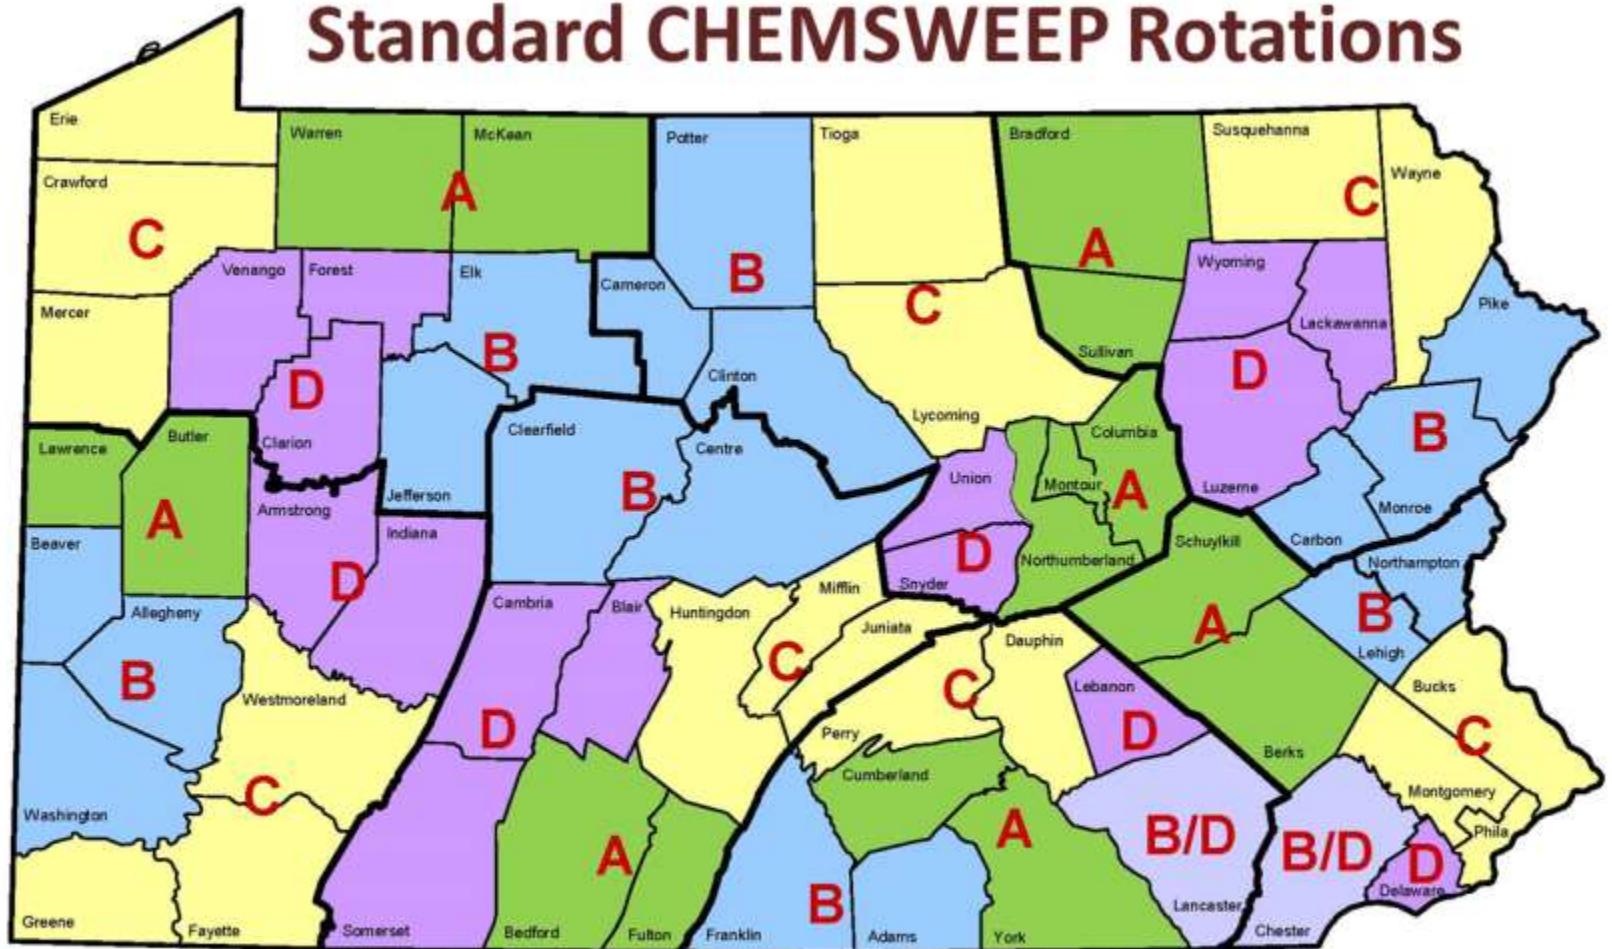 Standard CHEMSWEEP Rotations
Erie
Warren
McKean
Potter
Tioga
Bradford
Susquehanna
Wayne
Crawford
A
C
C
A
B
Venango
Forest
Elk
Cameron
Wyoming
Mercer
C
Pike
Lackawanna
B
Sullivan
D
Clinton
D
Lycoming
Lawrence
Butler
Clarion
Clearfield
Centre
Columbia
B
Union
Montour
A
Luzerne
B
Jefferson
Armstrong
A
Indiana
Monroe
Beaver
Schuylkill
Carbon
D
Snyder
Northumberland
Northampton
D
Mifflin
Cambria
Blair
Huntingdon
Allegheny
Juniata
Dauphin
A
B
Lehigh
C
B
Westmoreland
C
Lebanon
Bucks
D
Perry
D
C
Berks
Cumberland
C
Montgomery
Washington
A
B/D
B/D
Phila
A
D
Delaware
B
Lancaster
Greene
Fayette
Somerset
Bedford
Fulton
Franklin
Adams
York
Chester